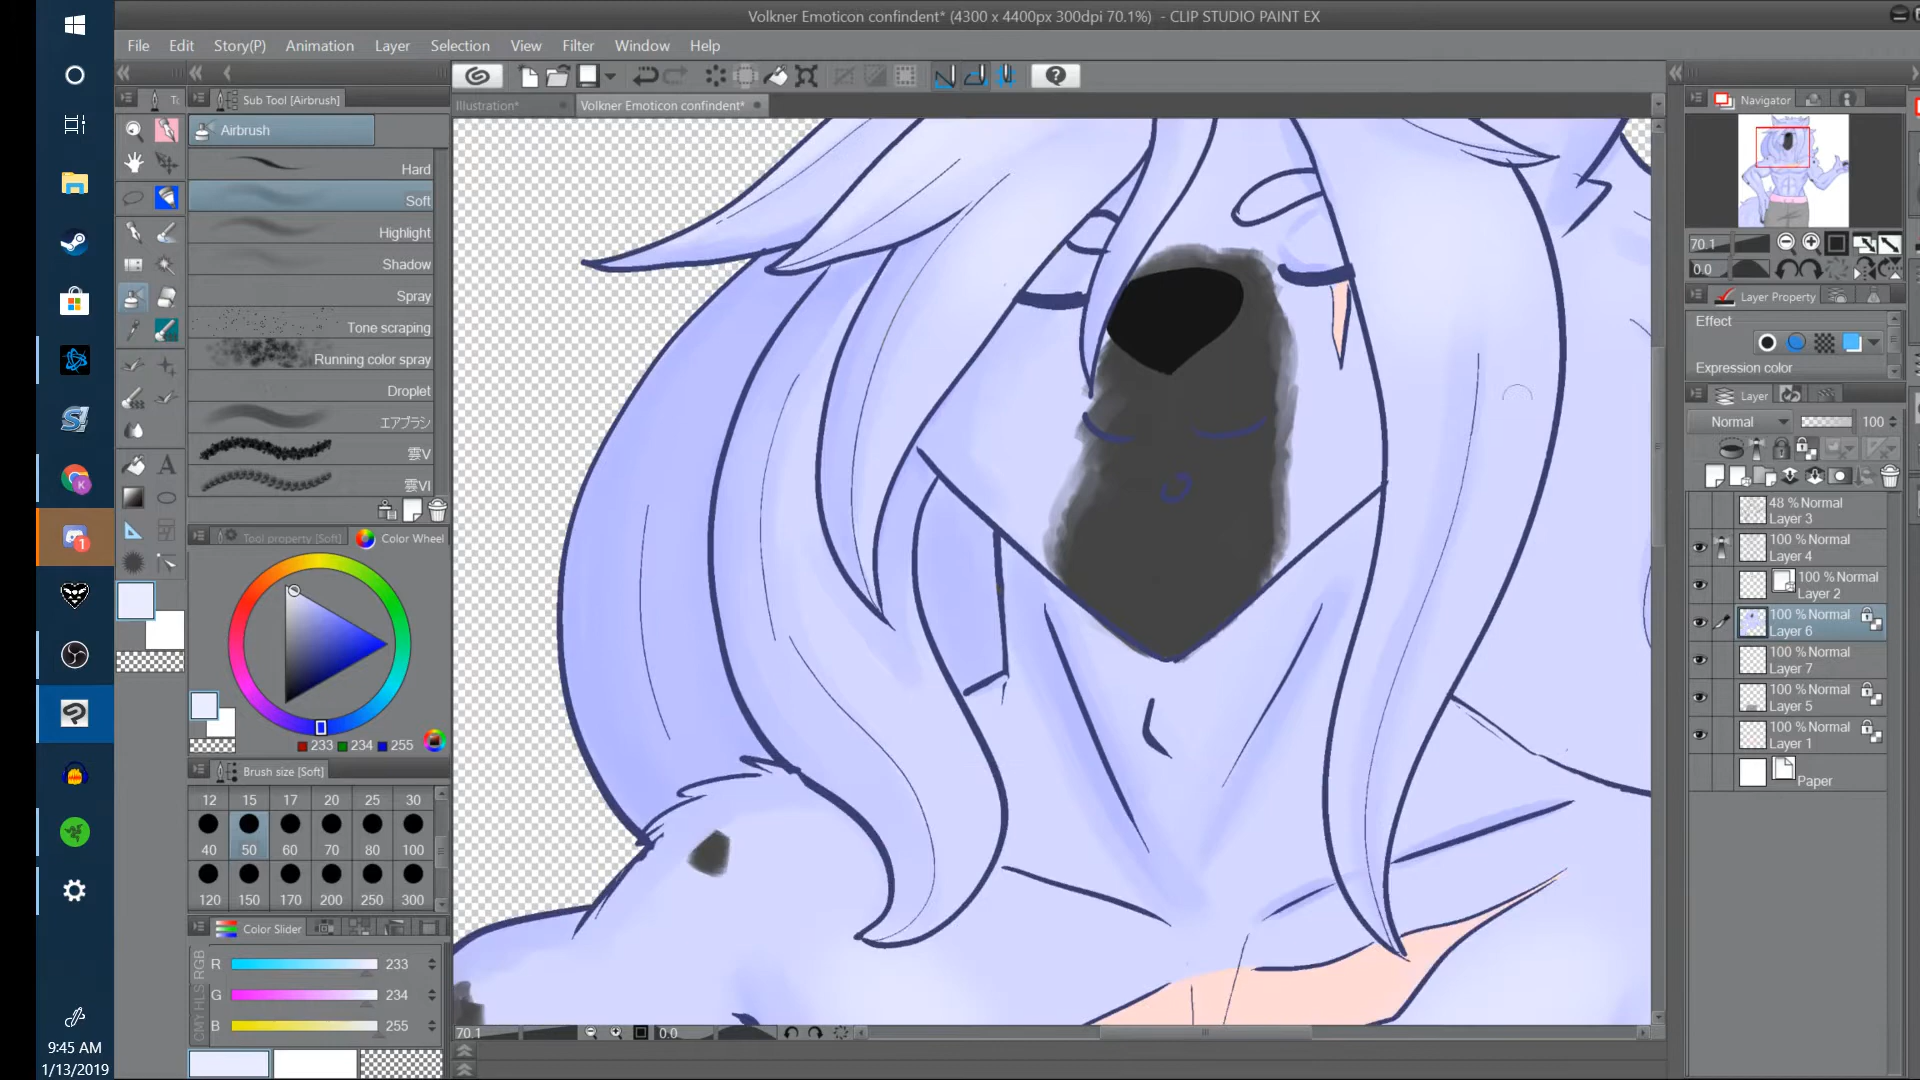 Volkner Emoticon confindent* (4300 x 4400px 300dpi 70.1%) - CLIP STUDIO PAINT EX
File Edit Story(P) Animation Layer Selection View Filter Window Help
Sub Tool [Airbrush]
Illustration*
Volkner Emoticon confindent*
Navigator
Airbrush
Hard
Soft
Highlight
Shadow
Spray
Tone scraping
Running color spray
Droplet
エアブラシ
雲V
雲VI
70.1
0.0
Layer Property
Effect
Expression color
Layer
Normal 100
48 % Normal
Layer 3
100 % Normal
Layer 4
100 % Normal
Layer 2
100 % Normal
Layer 6
100 % Normal
Layer 7
100 % Normal
Layer 5
100 % Normal
Layer 1
Paper
Tool property [Soft]
Color Wheel
233 234 255
Brush size [Soft]
12 15 17 20 25 30
40 50 60 70 80 100
120 150 170 200 250 300
Color Slider
RGB
HLS
CMY
R 233
G 234
B 255
70.1 0.0
9:45 AM
1/13/2019